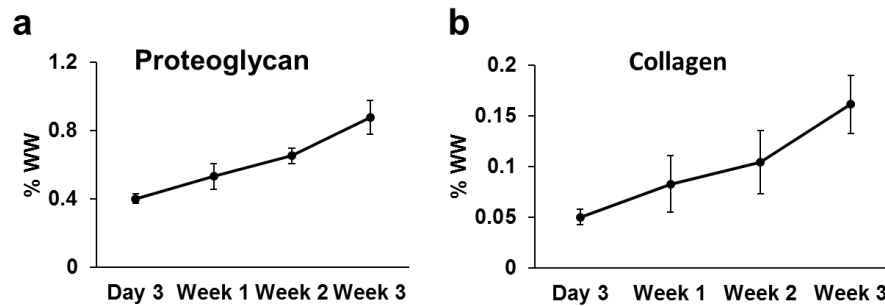 a
Proteoglycan
% WW
1.2
0.8
0.4
0
Day 3 Week 1 Week 2 Week 3
b
Collagen
% WW
0.2
0.15
0.1
0.05
0
Day 3 Week 1 Week 2 Week 3